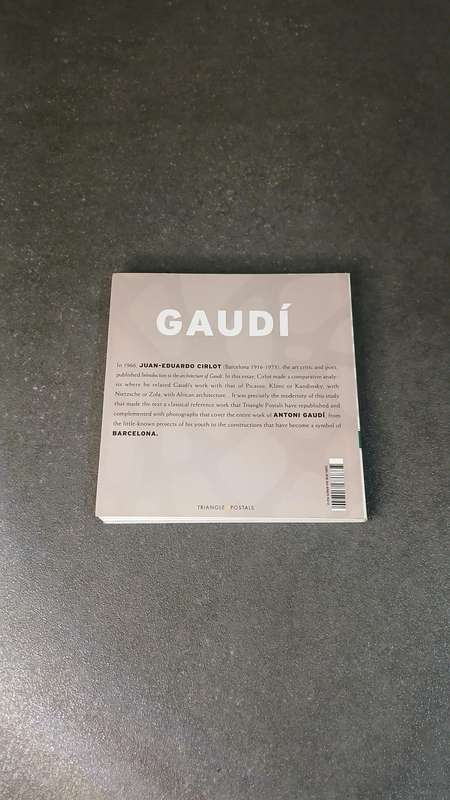 GAUDÍ
In 1966, JUAN-EDUARDO CIRLOT (Barcelona 1916-1973), the art critic and poet,
published Introduction to the architecture of Gaudí. In this essay, Cirlot made a comparative analy-
sis where he related Gaudí's work with that of Picasso, Klimt or Kandinsky, with
Nietzsche or Zola, with African architecture... It was precisely the modernity of this study
that made the text a classical reference work that Triangle Postals have republished and
complemented with photographs that cover the entire work of ANTONI GAUDÍ, from
the little-known projects of his youth to the constructions that have become a symbol of
BARCELONA.
TRIANGLE POSTALS